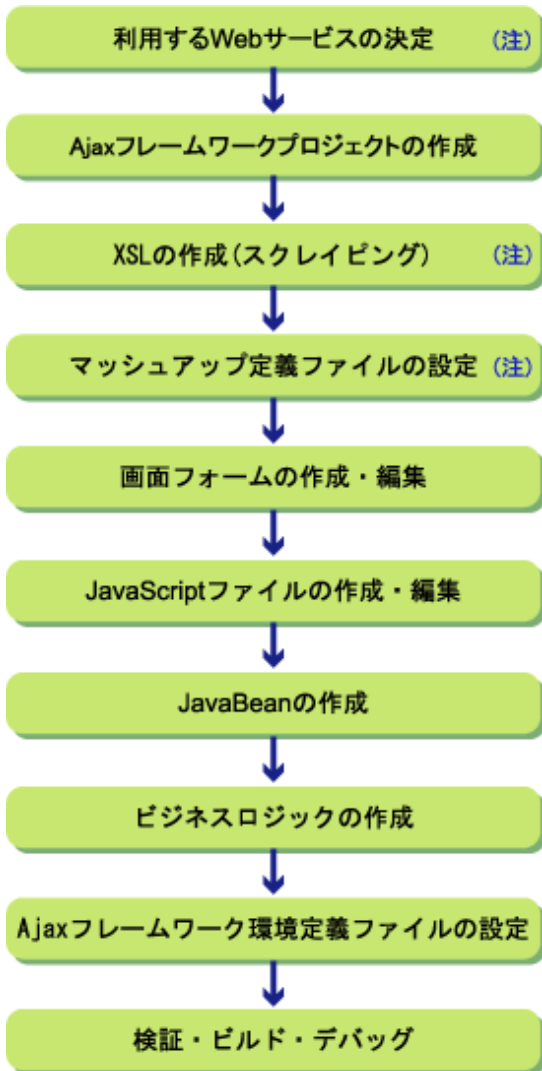 利用するWebサービスの決定 (注)
Ajaxフレームワークプロジェクトの作成
XSLの作成(スクレイピング) (注)
マッシュアップ定義ファイルの設定 (注)
画面フォームの作成・編集
JavaScriptファイルの作成・編集
JavaBeanの作成
ビジネスロジックの作成
Ajaxフレームワーク環境定義ファイルの設定
検証・ビルド・デバッグ